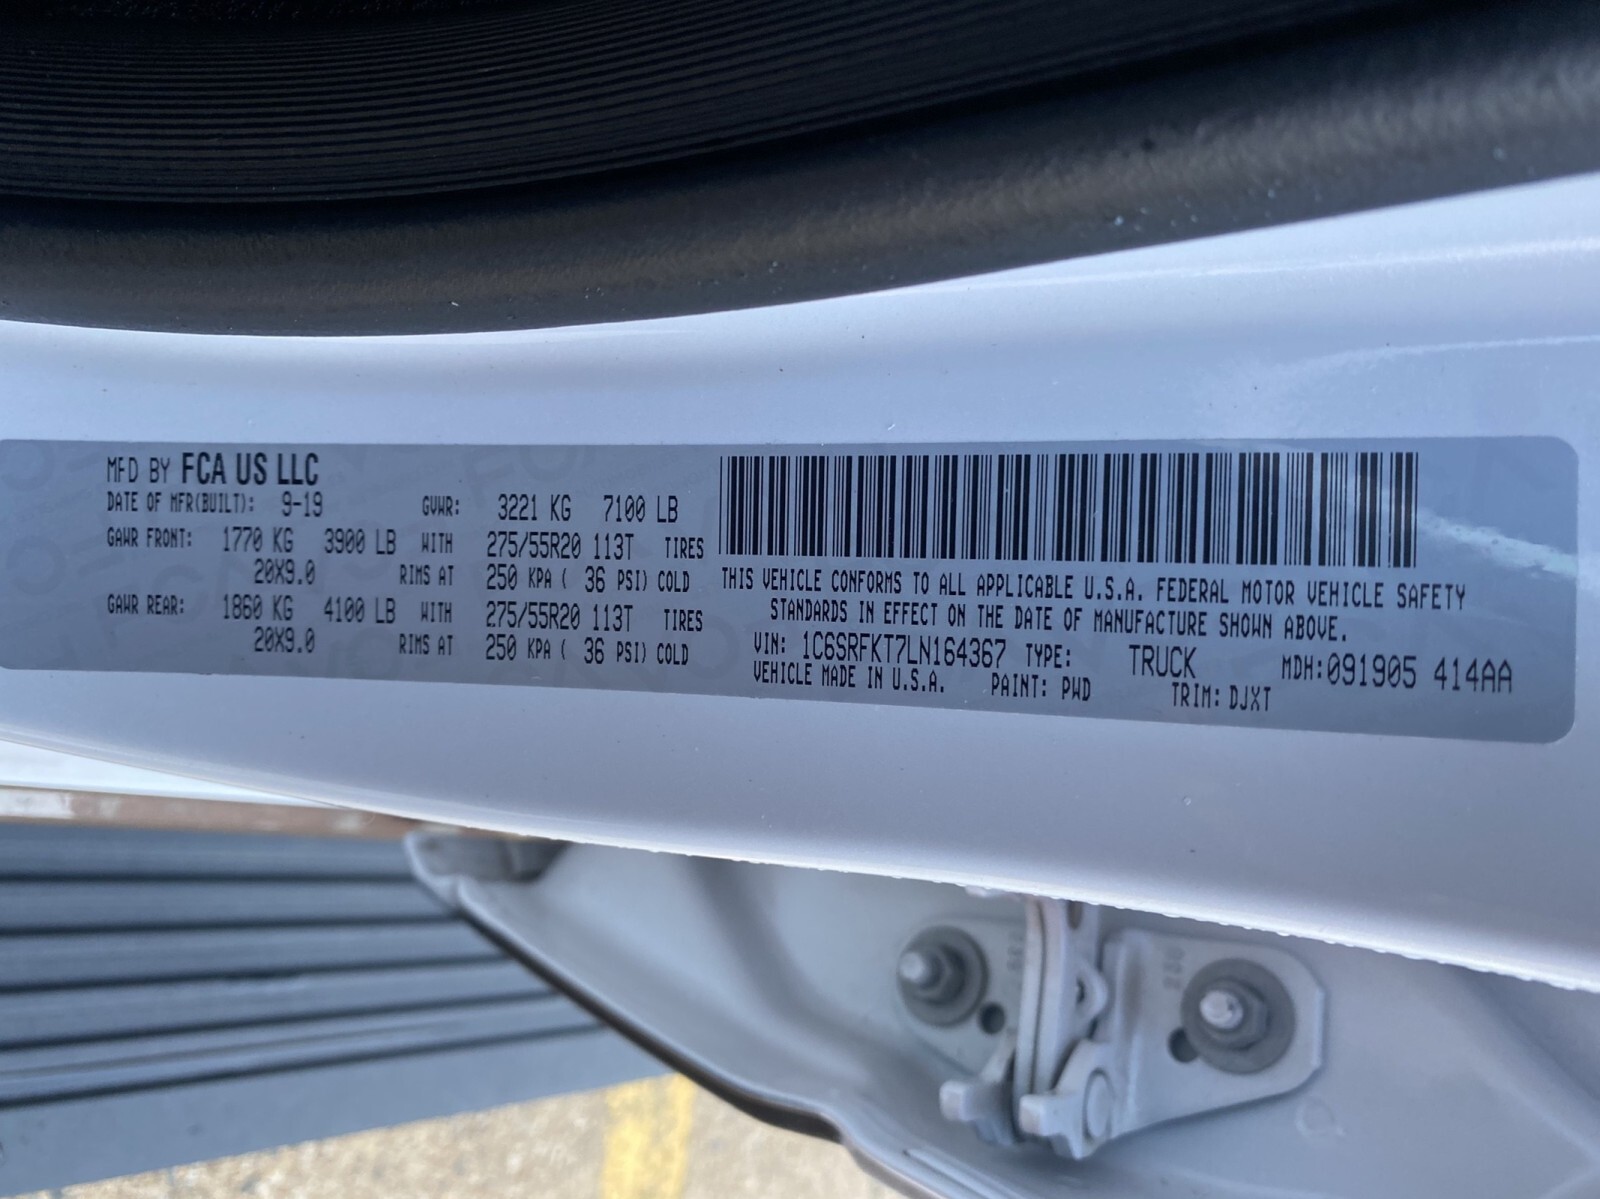 MFD BY FCA US LLC
DATE OF MFR(BUILT): 9-19 GVWR: 3221 KG 7100 LB
GAWR FRONT: 1770 KG 3900 LB WITH 275/55R20 113T TIRES
20X9.0 RIMS AT 250 KPA ( 36 PSI) COLD
GAWR REAR: 1860 KG 4100 LB WITH 275/55R20 113T TIRES
20X9.0 RIMS AT 250 KPA ( 36 PSI) COLD
THIS VEHICLE CONFORMS TO ALL APPLICABLE U.S.A. FEDERAL MOTOR VEHICLE SAFETY
STANDARDS IN EFFECT ON THE DATE OF MANUFACTURE SHOWN ABOVE.
VIN: 1C6SRFKT7LN164367 TYPE: TRUCK MDH:091905 414AA
VEHICLE MADE IN U.S.A. PAINT: PWD TRIM: DJXT